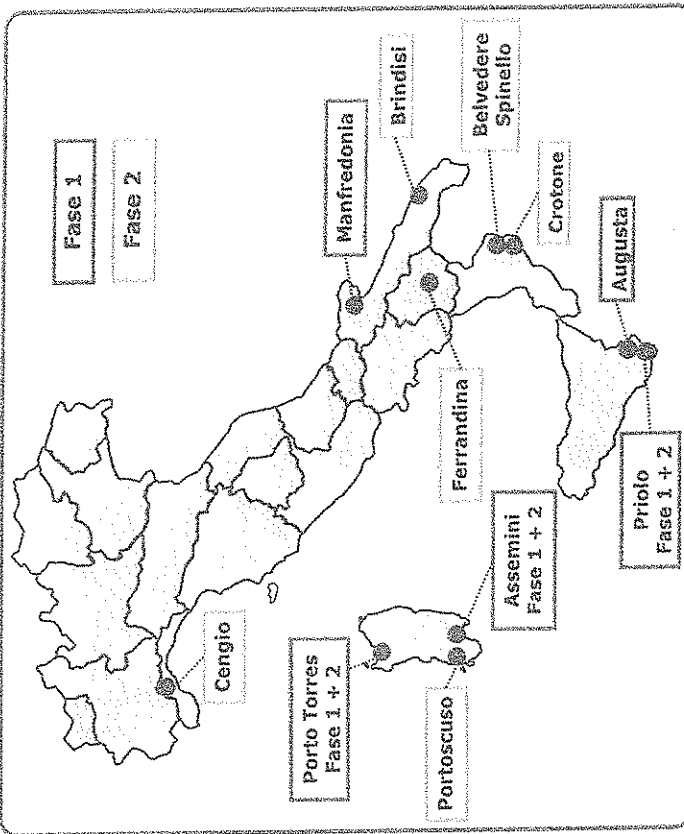 Fase 1
Fase 2
Cengio
Manfredonia
Brindisi
Porto Torres
Fase 1 + 2
Ferrandina
Belvedere
Spinello
Portoscuso
Assemini
Fase 1 + 2
Crotone
Augusta
Priolo
Fase 1 + 2